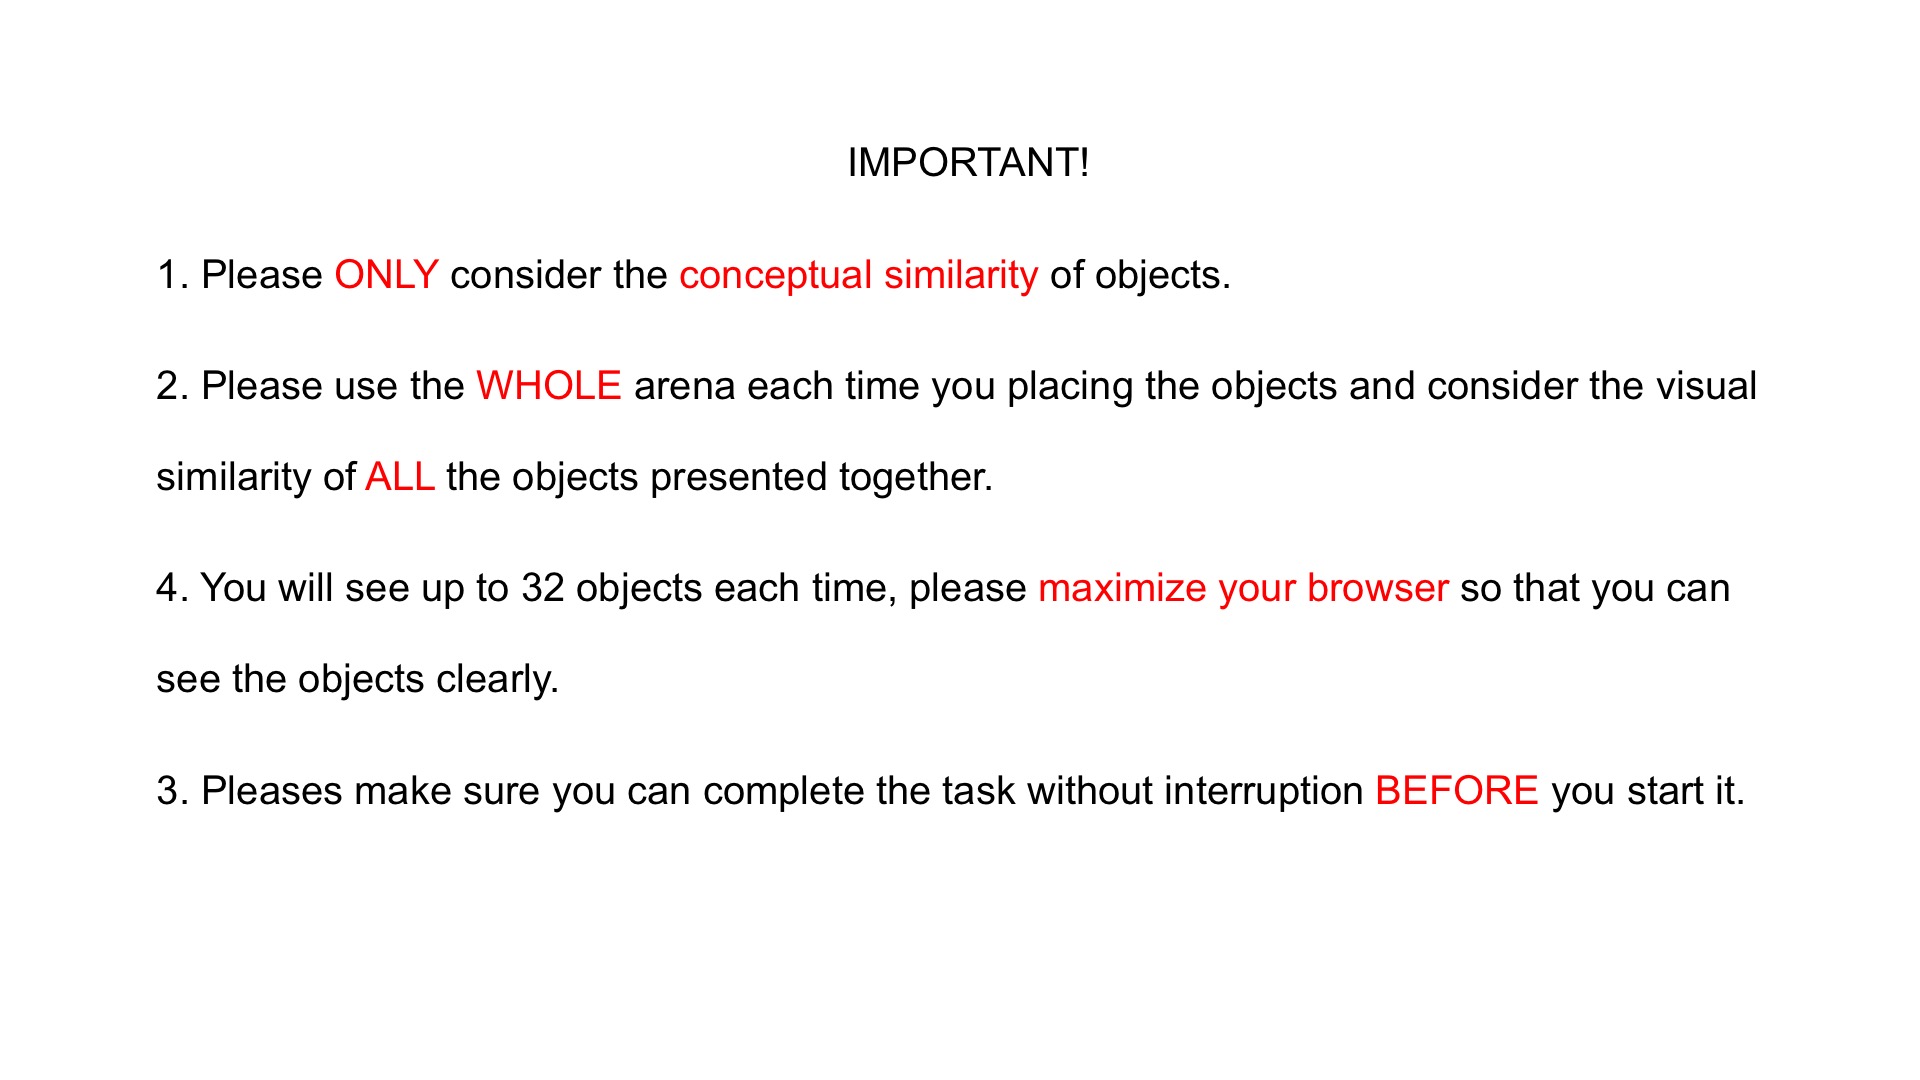 IMPORTANT!
1. Please ONLY consider the conceptual similarity of objects.
2. Please use the WHOLE arena each time you placing the objects and consider the visual
similarity of ALL the objects presented together.
4. You will see up to 32 objects each time, please maximize your browser so that you can
see the objects clearly.
3. Pleases make sure you can complete the task without interruption BEFORE you start it.